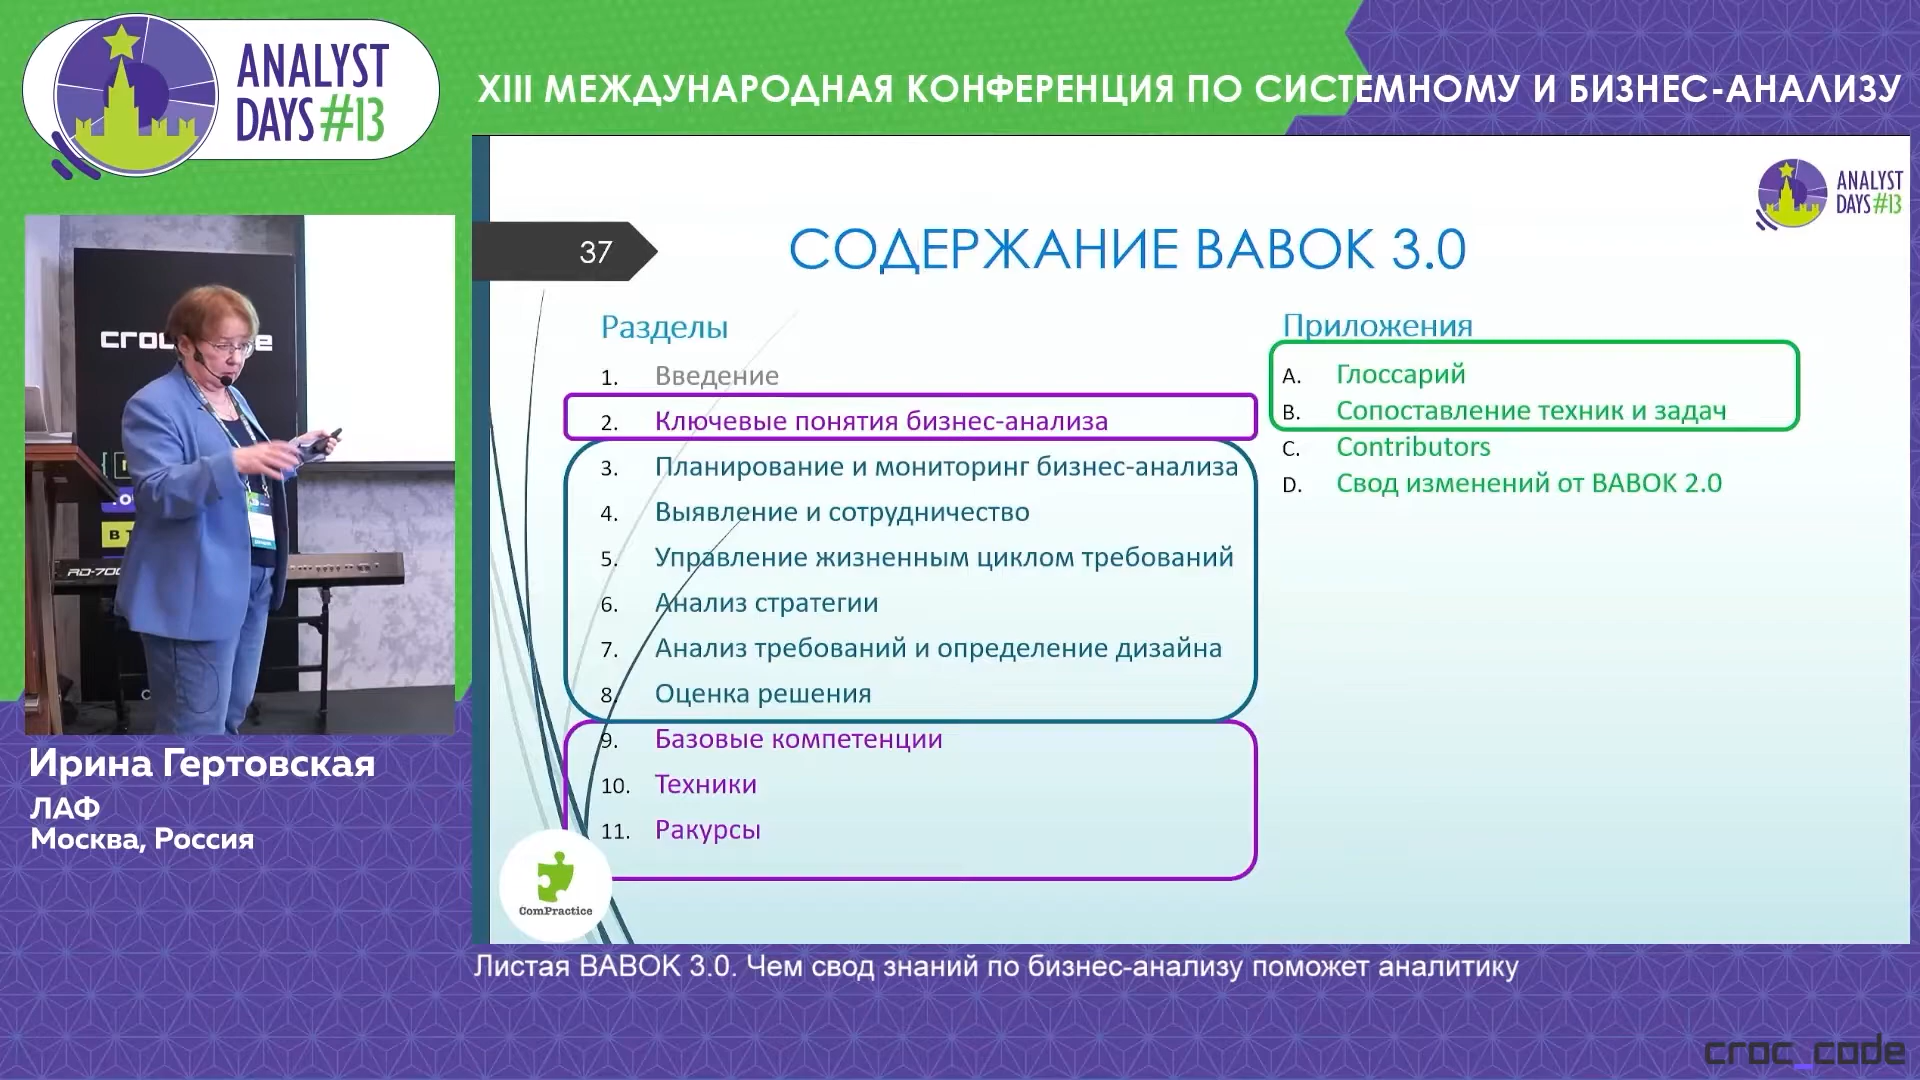 ANALYST
DAYS #13
XIII МЕЖДУНАРОДНАЯ КОНФЕРЕНЦИЯ ПО СИСТЕМНОМУ И БИЗНЕС-АНАЛИЗУ
ANALYST
DAYS #13
37
СОДЕРЖАНИЕ BABOK 3.0
Разделы
1. Введение
2. Ключевые понятия бизнес-анализа
3. Планирование и мониторинг бизнес-анализа
4. Выявление и сотрудничество
5. Управление жизненным циклом требований
6. Анализ стратегии
7. Анализ требований и определение дизайна
8. Оценка решения
9. Базовые компетенции
10. Техники
11. Ракурсы
Приложения
A. Глоссарий
B. Сопоставление техник и задач
C. Contributors
D. Свод изменений от BABOK 2.0
ComPractice
Ирина Гертовская
ЛАФ
Москва, Россия
Листая BABOK 3.0. Чем свод знаний по бизнес-анализу поможет аналитику
croc_code